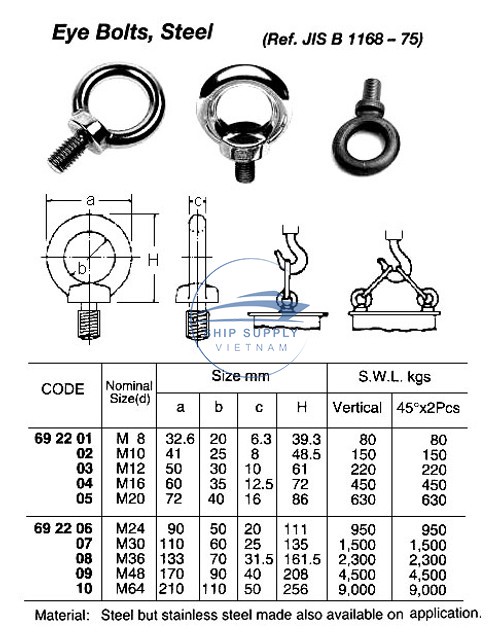 Eye Bolts, Steel (Ref. JIS B 1168 – 75)
a
c
b
H
SHIP SUPPLY
VIETNAM
CODE Nominal Size(d) Size mm S.W.L. kgs
a b c H Vertical 45°x2Pcs
69 22 01 M 8 32.6 20 6.3 39.3 80 80
02 M10 41 25 8 48.5 150 150
03 M12 50 30 10 61 220 220
04 M16 60 35 12.5 72 450 450
05 M20 72 40 16 86 630 630
69 22 06 M24 90 50 20 111 950 950
07 M30 110 60 25 135 1,500 1,500
08 M36 133 70 31.5 161.5 2,300 2,300
09 M48 170 90 40 208 4,500 4,500
10 M64 210 110 50 256 9,000 9,000
Material: Steel but stainless steel made also available on application.